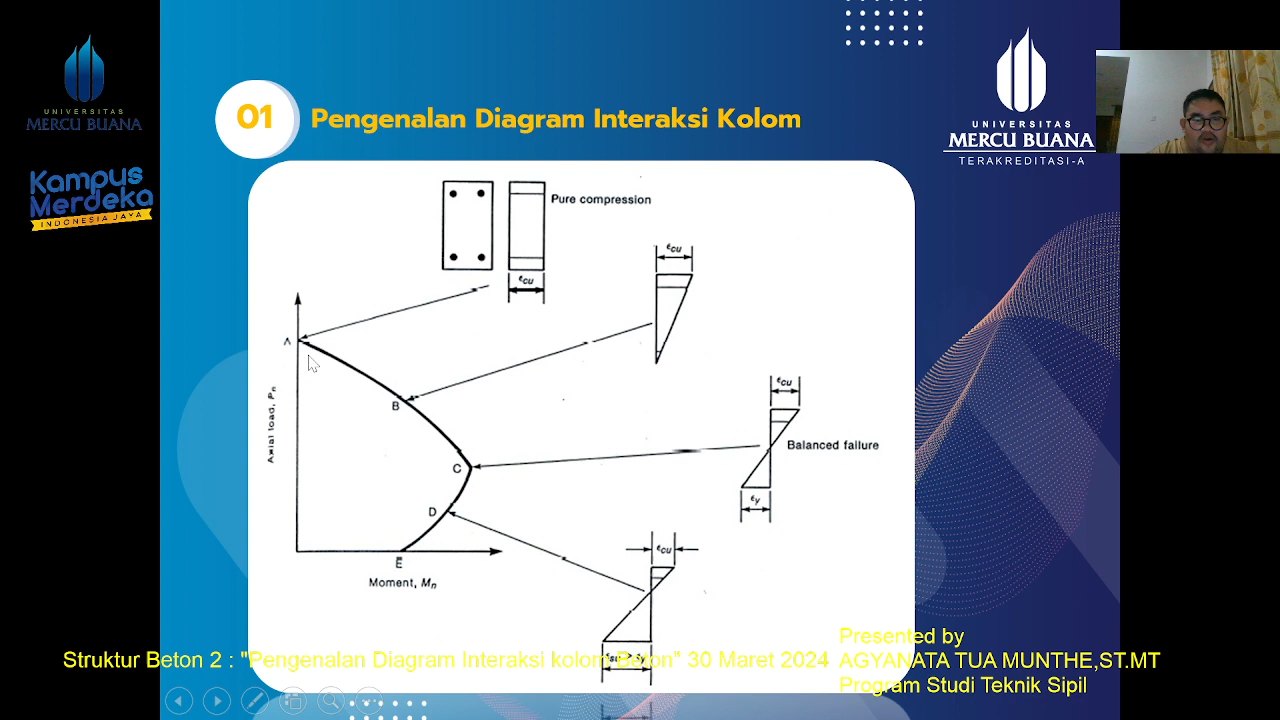 UNIVERSITAS
MERCU BUANA
Kampus
Merdeka
INDONESIA JAYA
01
Pengenalan Diagram Interaksi Kolom
UNIVERSITAS
MERCU BUANA
TERAKREDITASI-A
Pure compression
εcu
εcu
A
B
Axial load, Pn
εcu
Balanced failure
C
εy
D
εcu
E
Moment, Mn
Struktur Beton 2 : "Pengenalan Diagram Interaksi kolom Beton" 30 Maret 2024
Presented by
AGYANATA TUA MUNTHE,ST.MT
Program Studi Teknik Sipil